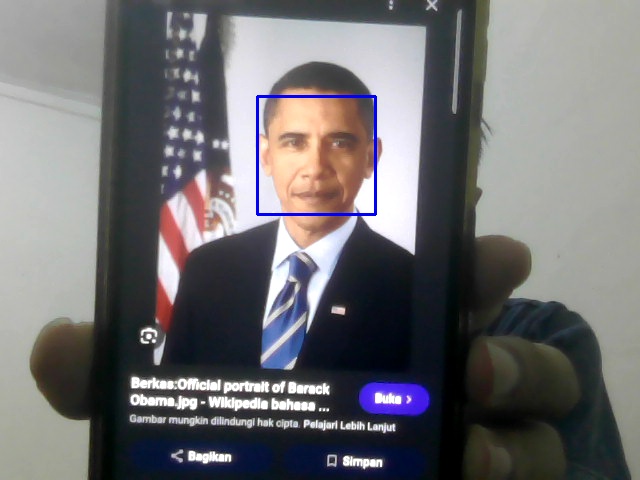 Berkas:Official portrait of Barack
Obama.jpg - Wikipedia bahasa ...
Buka >
Gambar mungkin dilindungi hak cipta. Pelajari Lebih Lanjut
Bagikan
Simpan